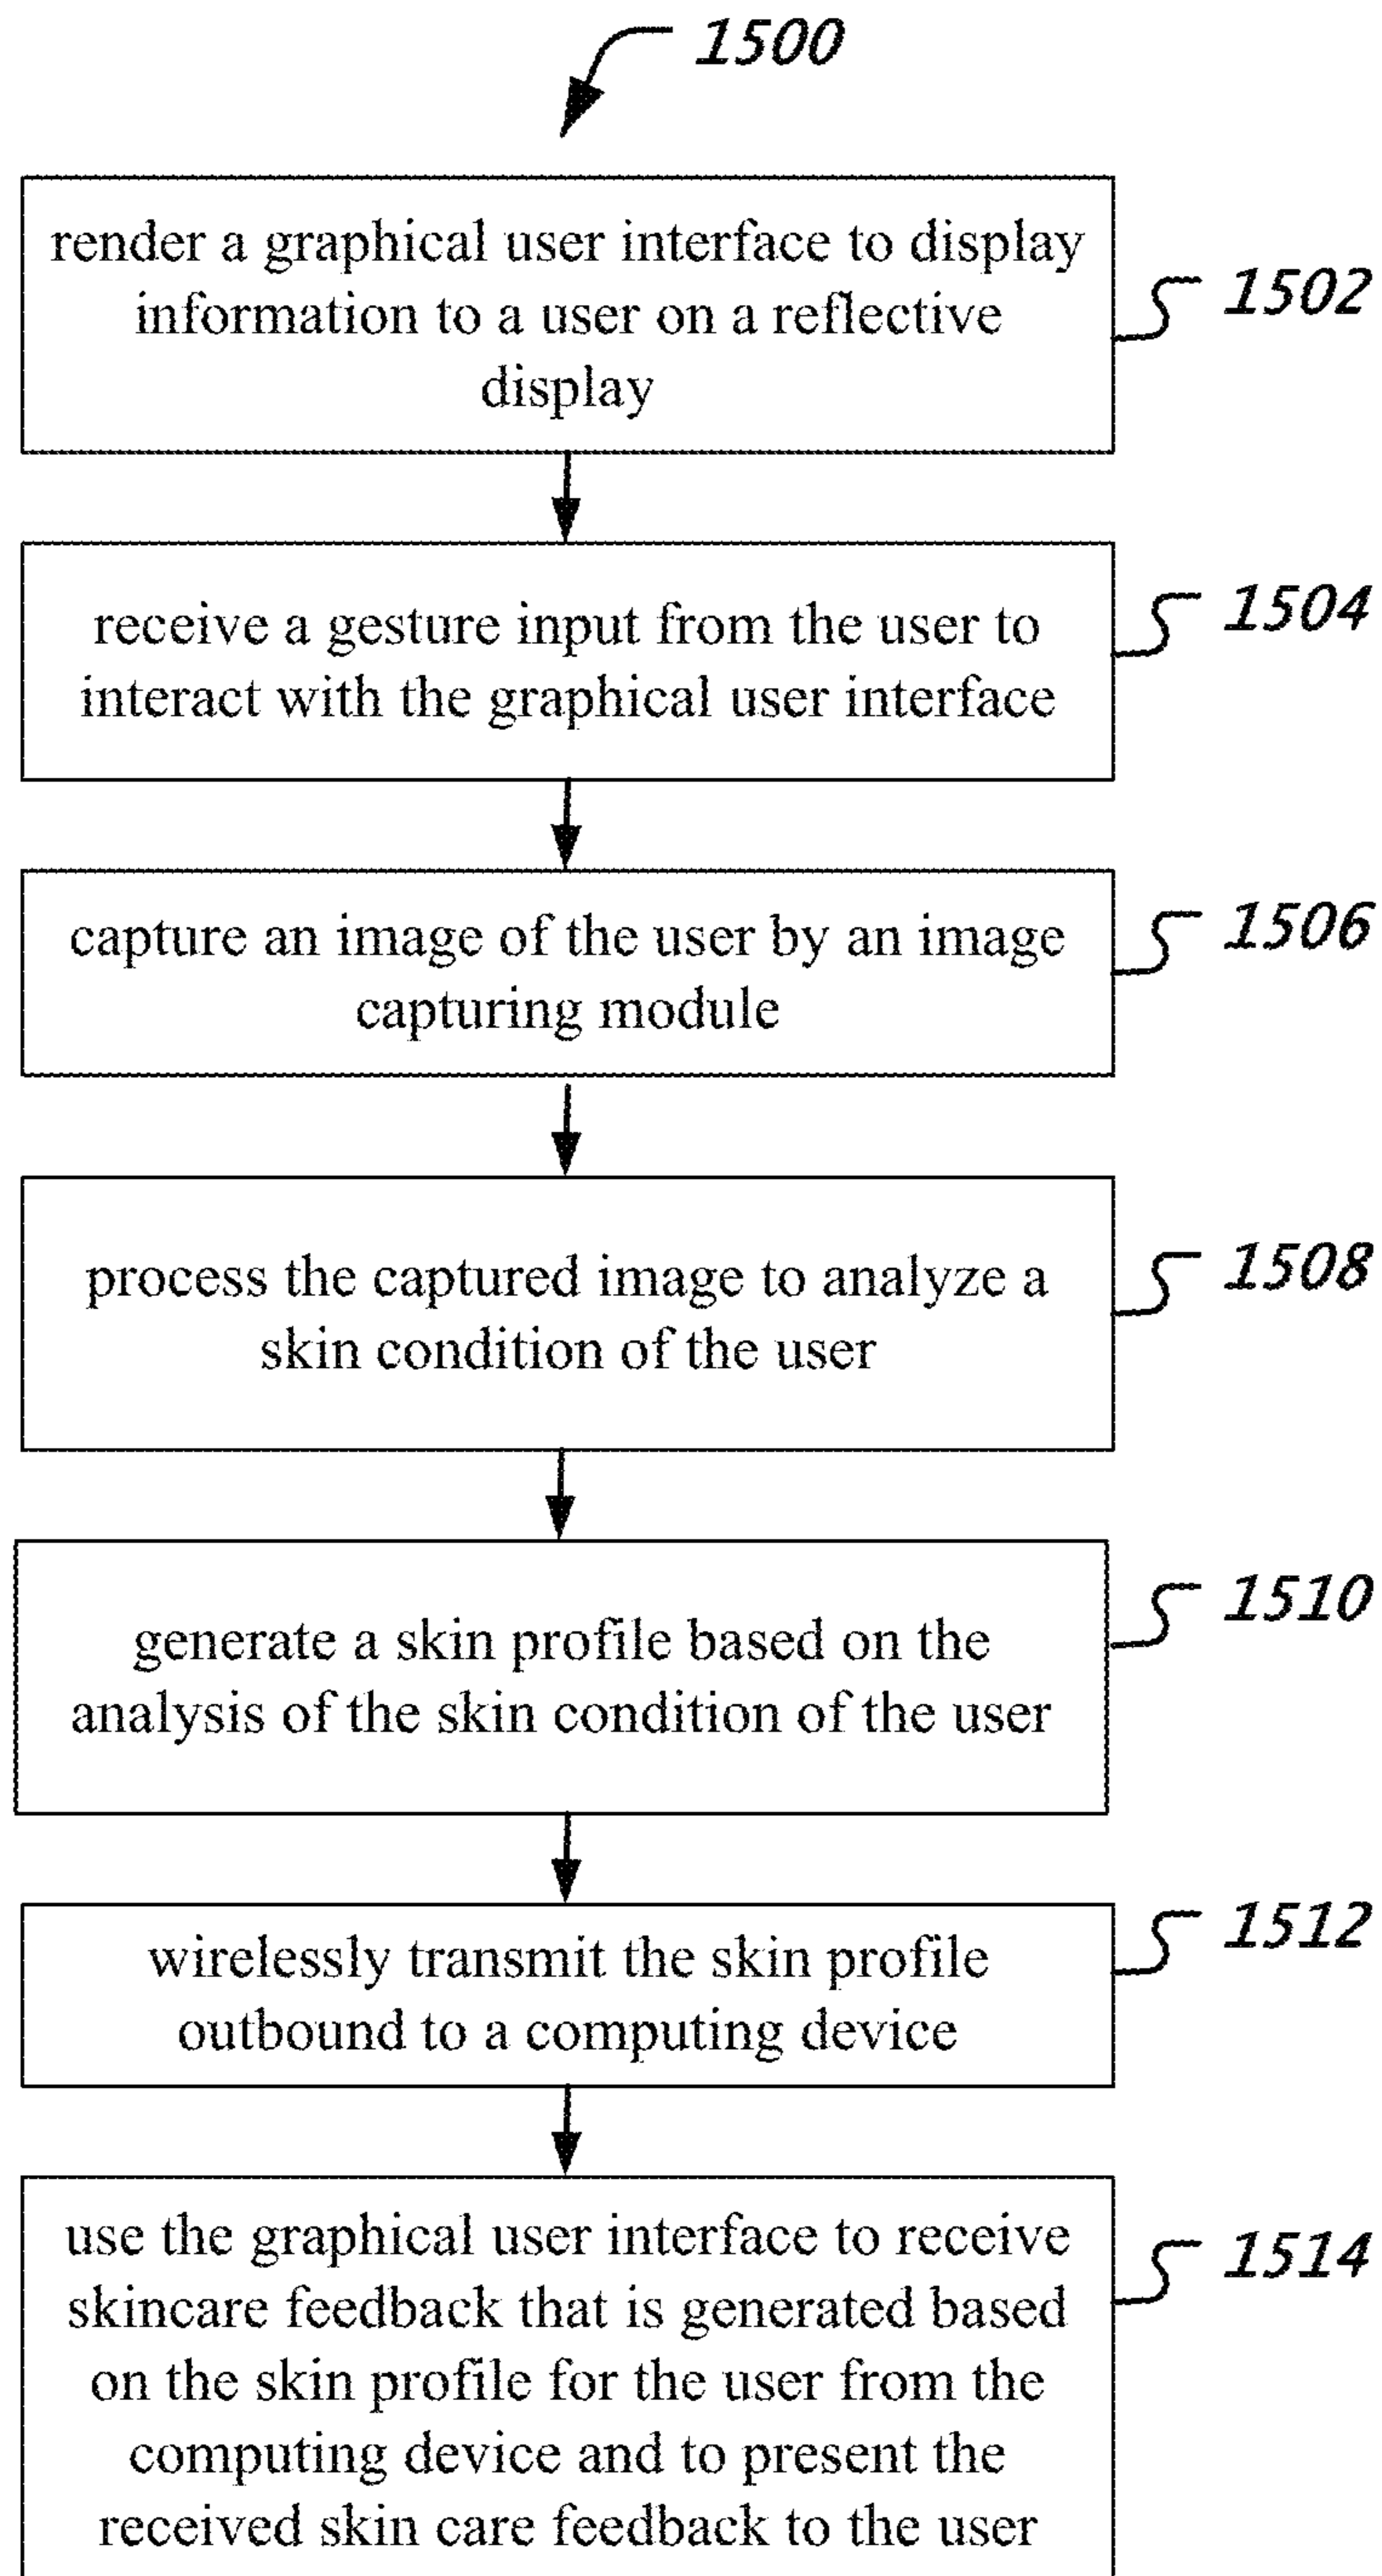 1500
render a graphical user interface to display
information to a user on a reflective
display
1502
receive a gesture input from the user to
interact with the graphical user interface
1504
capture an image of the user by an image
capturing module
1506
process the captured image to analyze a
skin condition of the user
1508
generate a skin profile based on the
analysis of the skin condition of the user
1510
wirelessly transmit the skin profile
outbound to a computing device
1512
use the graphical user interface to receive
skincare feedback that is generated based
on the skin profile for the user from the
computing device and to present the
received skin care feedback to the user
1514